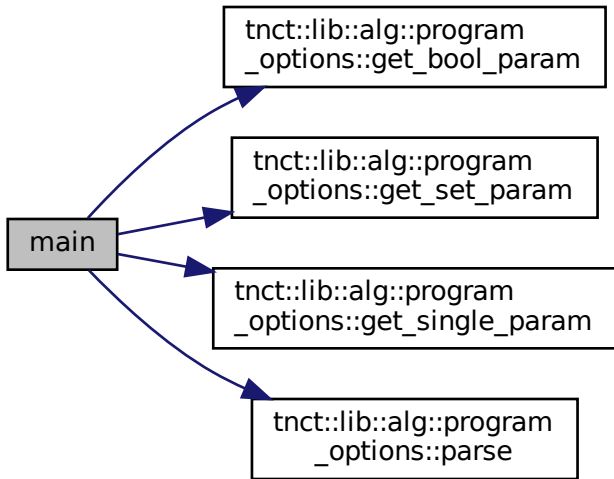 tnct::lib::alg::program
_options::get_bool_param
tnct::lib::alg::program
_options::get_set_param
main
tnct::lib::alg::program
_options::get_single_param
tnct::lib::alg::program
_options::parse